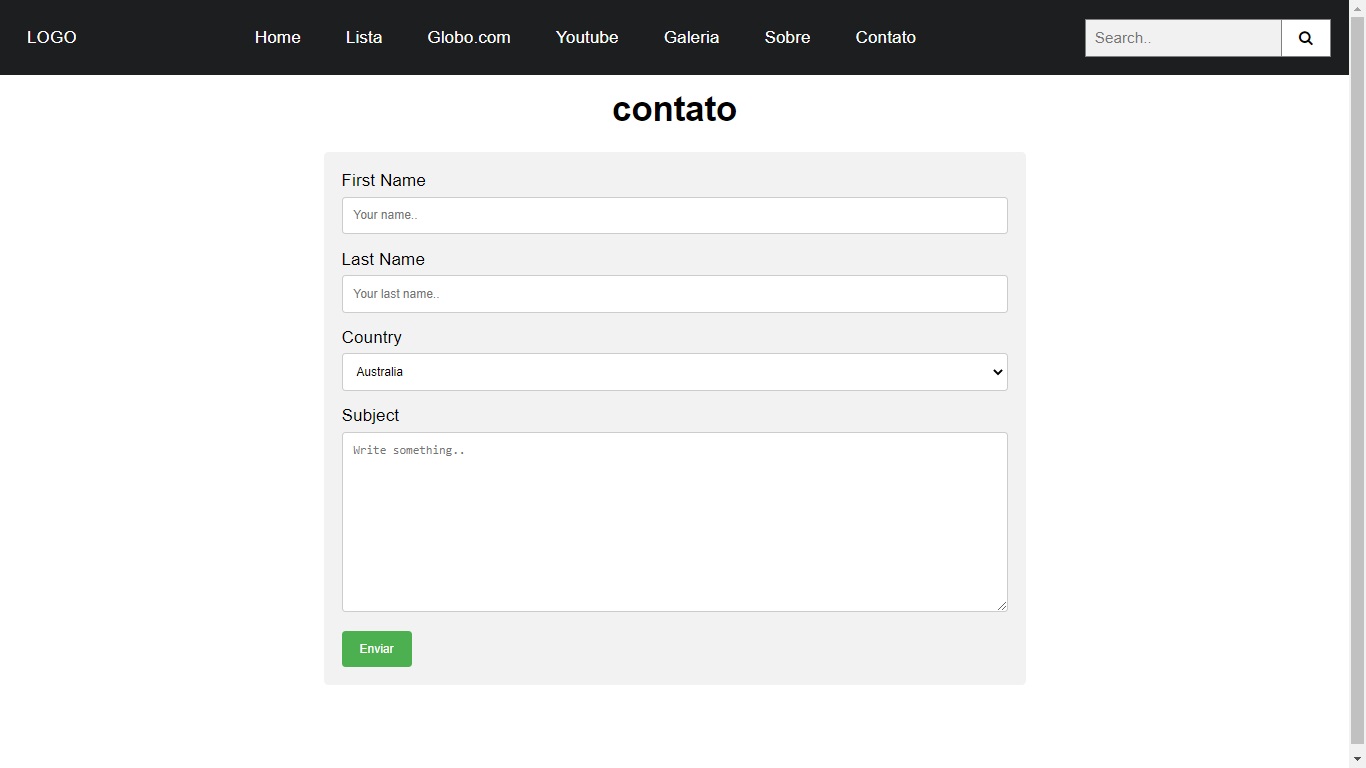 LOGO Home Lista Globo.com Youtube Galeria Sobre Contato Search..
contato
First Name
Your name..
Last Name
Your last name..
Country
Australia
Subject
Write something..
Enviar